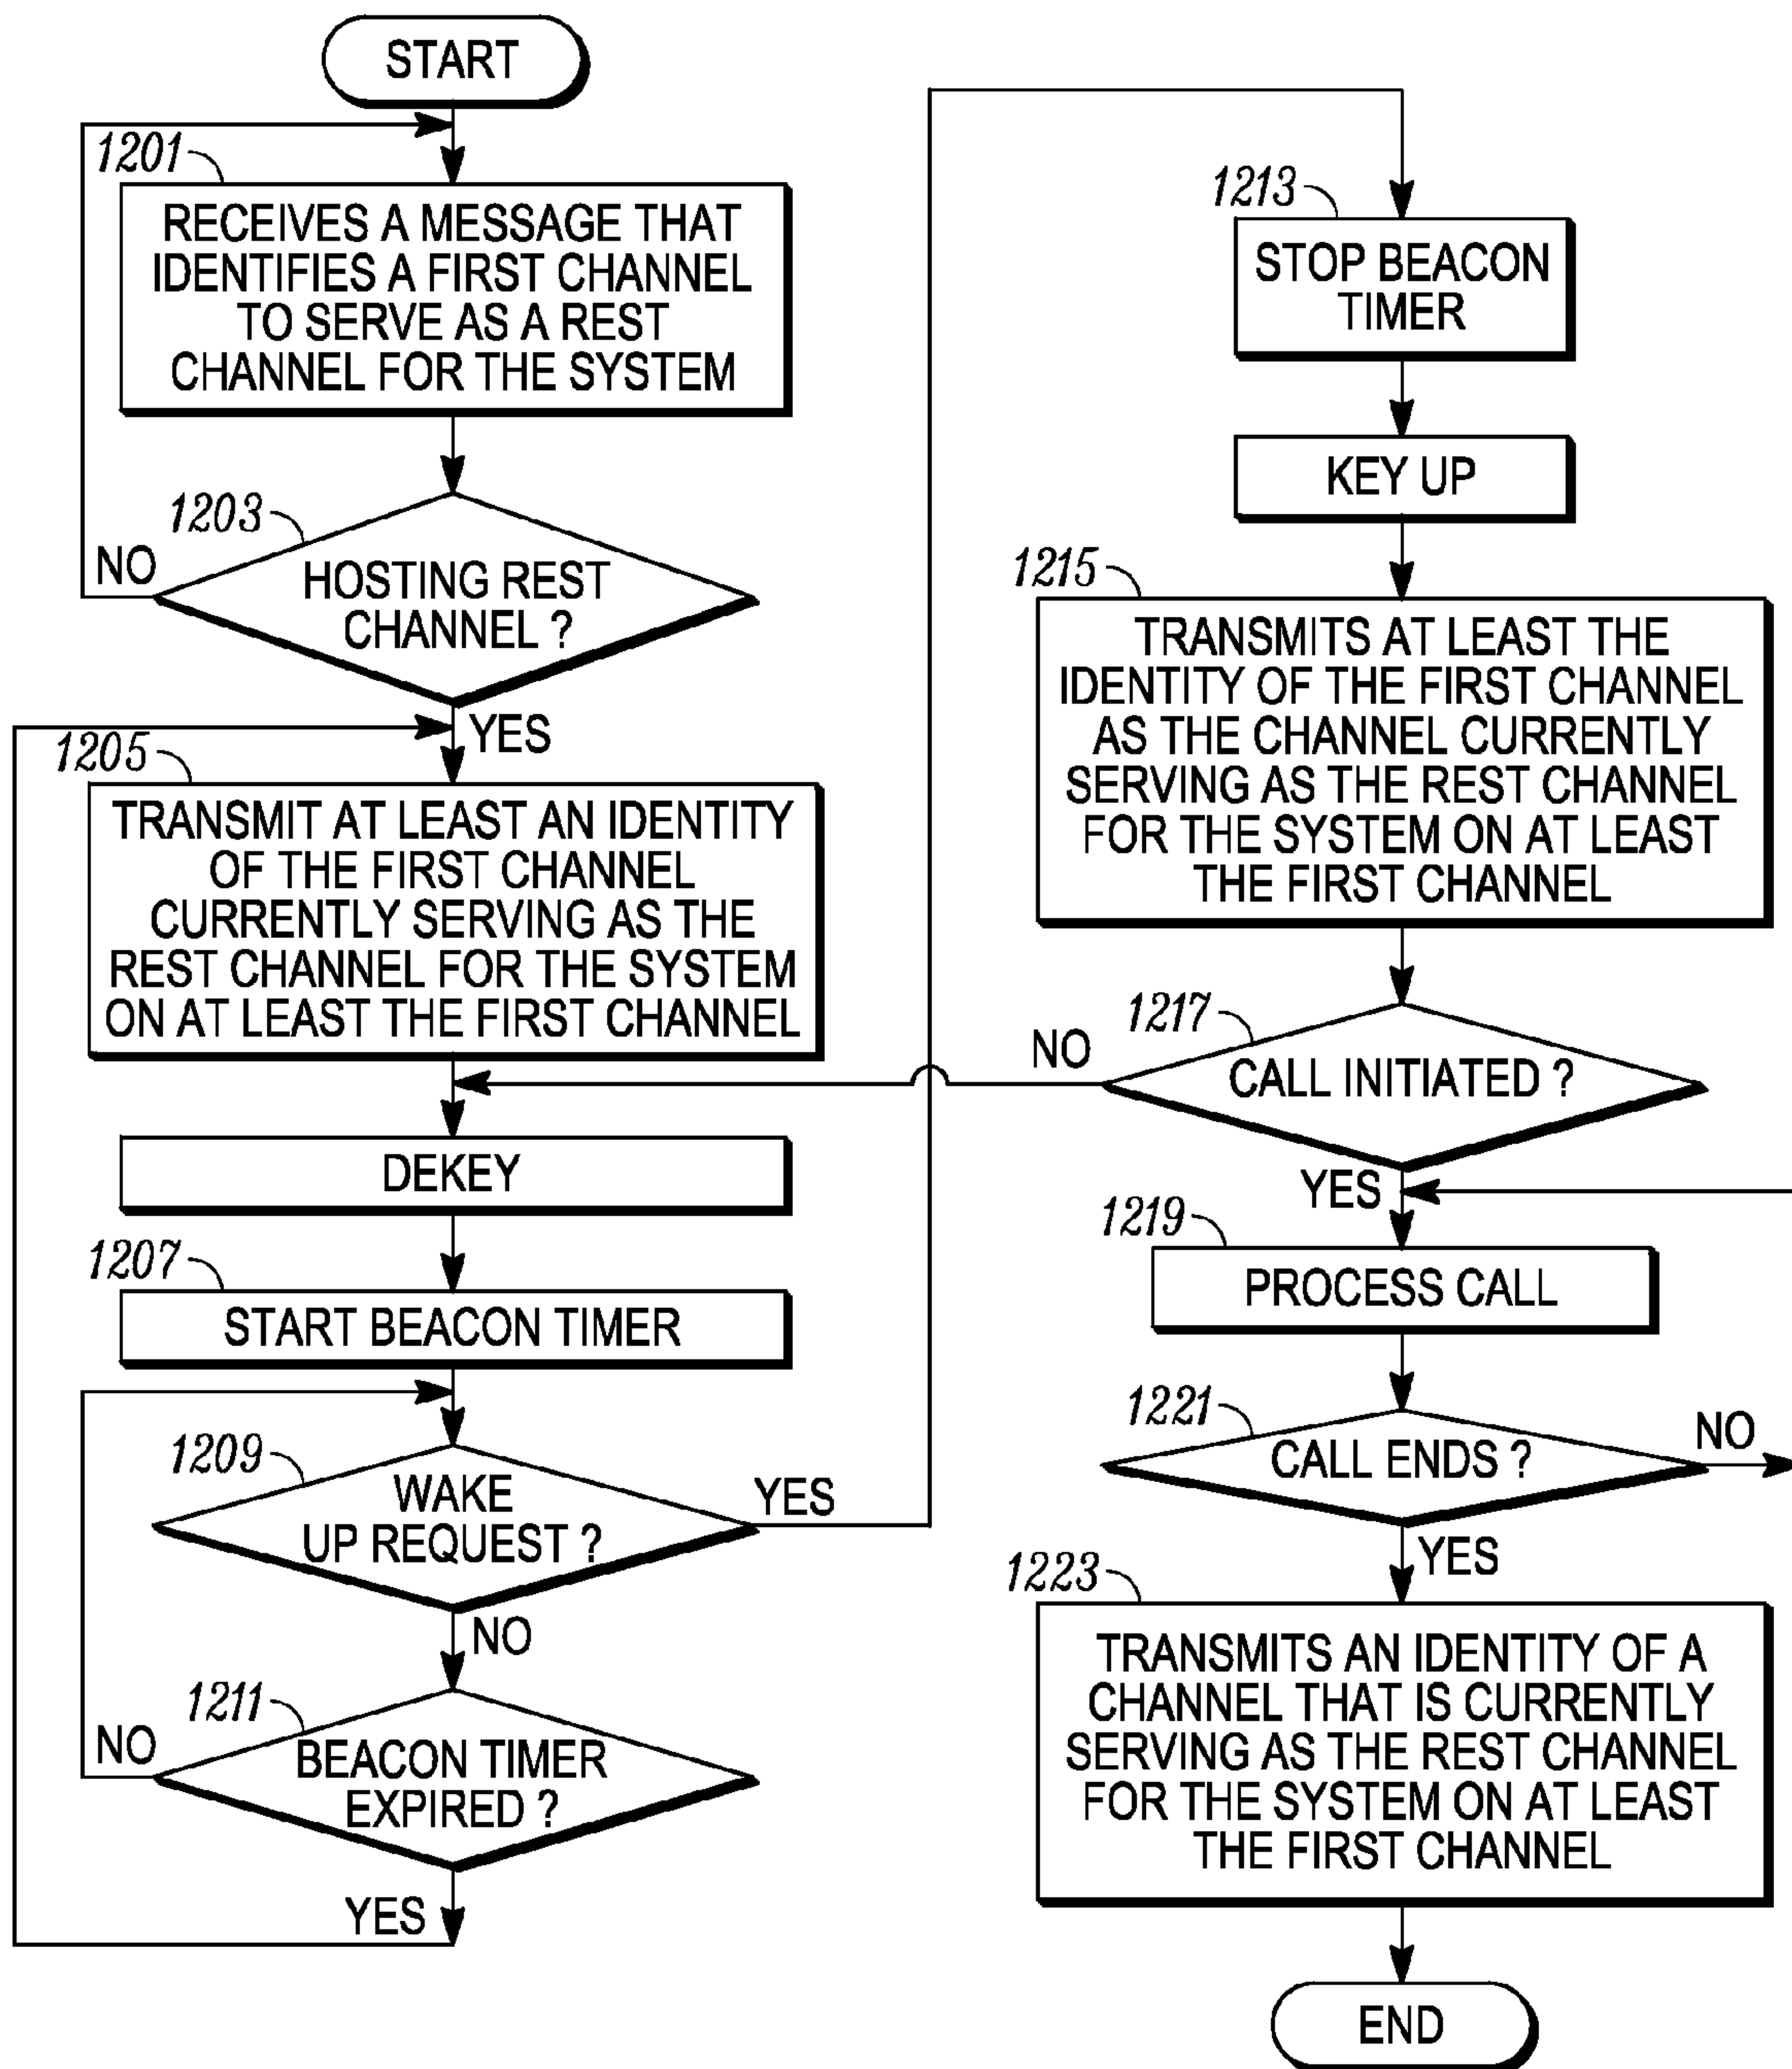 START
1201
RECEIVES A MESSAGE THAT
IDENTIFIES A FIRST CHANNEL
TO SERVE AS A REST
CHANNEL FOR THE SYSTEM
1203
NO
HOSTING REST
CHANNEL ?
YES
1205
TRANSMIT AT LEAST AN IDENTITY
OF THE FIRST CHANNEL
CURRENTLY SERVING AS THE
REST CHANNEL FOR THE SYSTEM
ON AT LEAST THE FIRST CHANNEL
DEKEY
1207
START BEACON TIMER
1209
WAKE
UP REQUEST ?
YES
NO
1211
NO
BEACON TIMER
EXPIRED ?
YES
1213
STOP BEACON
TIMER
KEY UP
1215
TRANSMITS AT LEAST THE
IDENTITY OF THE FIRST CHANNEL
AS THE CHANNEL CURRENTLY
SERVING AS THE REST CHANNEL
FOR THE SYSTEM ON AT LEAST
THE FIRST CHANNEL
1217
NO
CALL INITIATED ?
YES
1219
PROCESS CALL
1221
CALL ENDS ?
NO
YES
1223
TRANSMITS AN IDENTITY OF A
CHANNEL THAT IS CURRENTLY
SERVING AS THE REST CHANNEL
FOR THE SYSTEM ON AT LEAST
THE FIRST CHANNEL
END